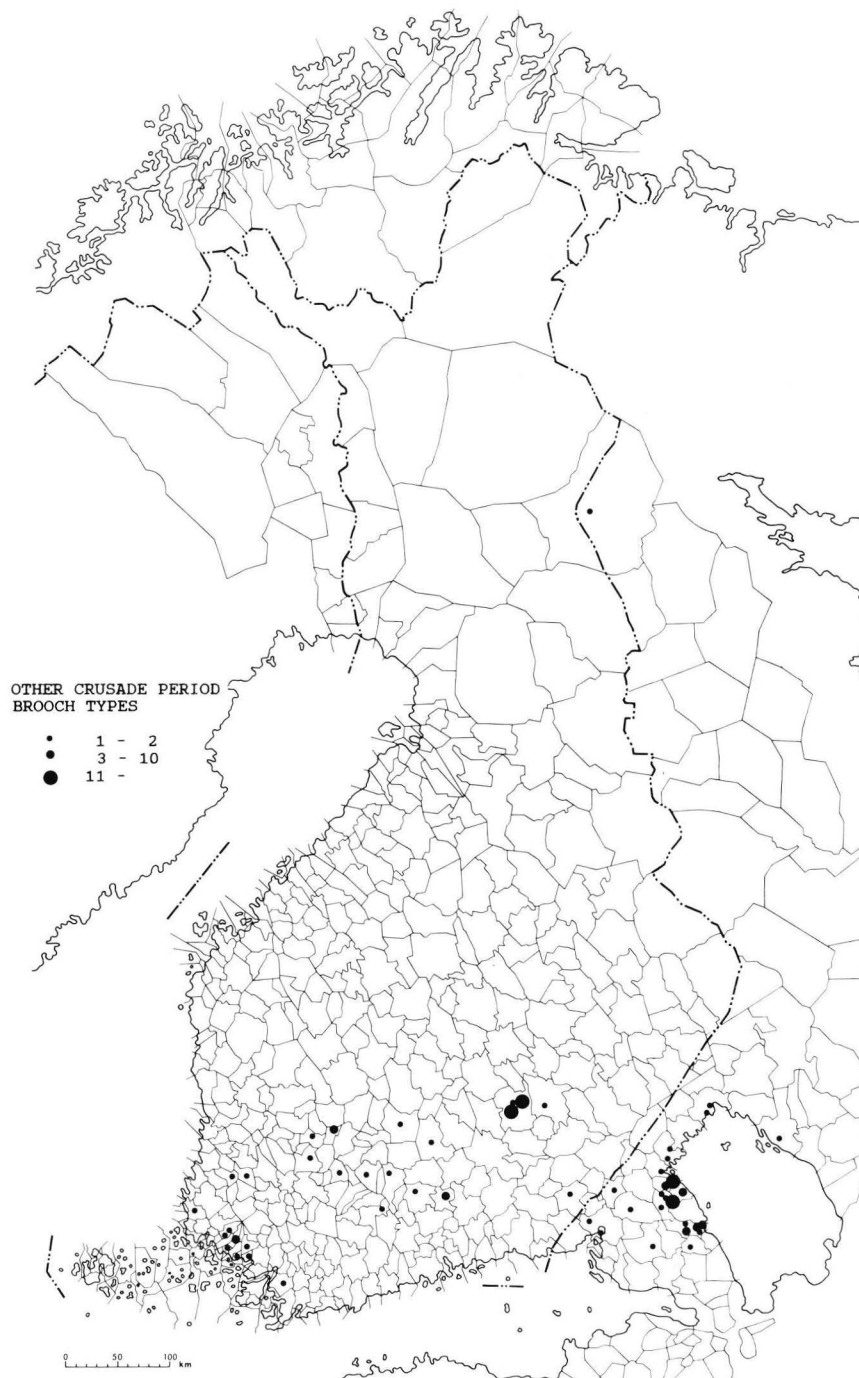 OTHER CRUSADE PERIOD
BROOCH TYPES
1 - 2
3 - 10
11 -
0 50 100
km